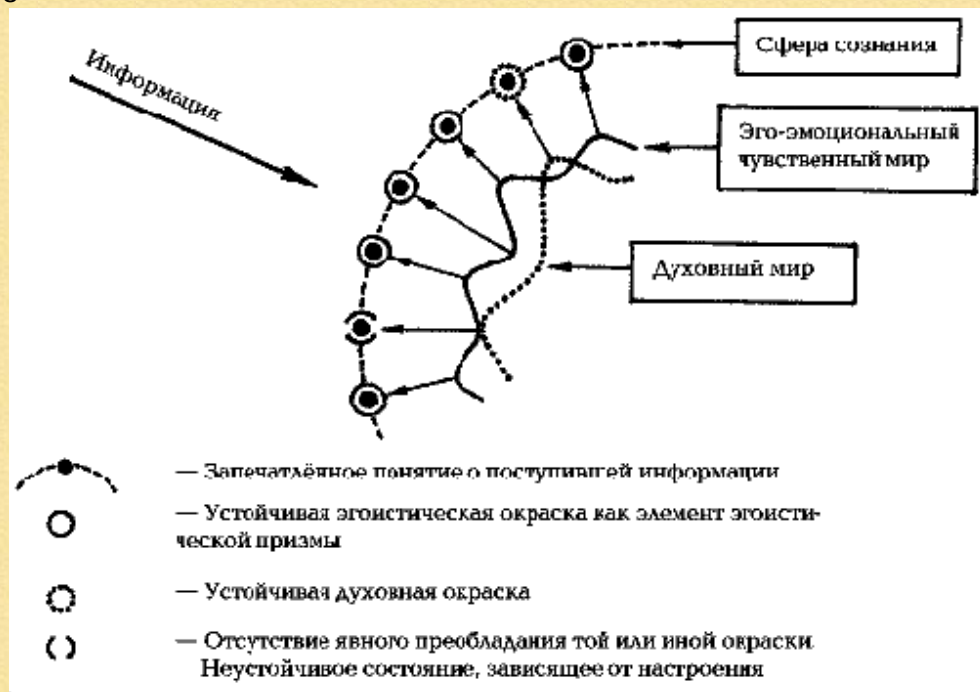 Сфера сознания
Информация
Эго-эмоциональный
чувственный мир
Духовный мир
— Запечатлённое понятие о поступившей информации
— Устойчивая эгоистическая окраска как элемент эгоисти-
ческой призмы
— Устойчивая духовная окраска
— Отсутствие явного преобладания той или иной окраски
Неустойчивое состояние, зависящее от настроения